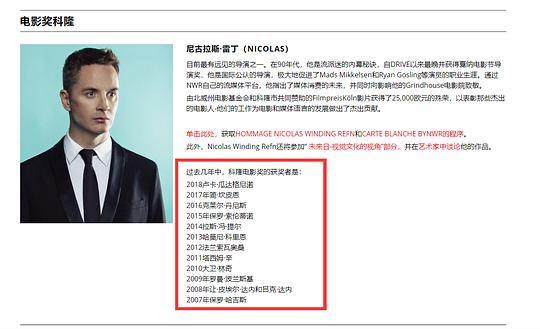 电影奖科隆
尼古拉斯·雷丁（NICOLAS）
目前最有远见的导演之一。在90年代，他是流派迷的内幕秘诀，自DRIVE以来最晚并获得戛纳电影节导
演奖，他是国际公认的导演，极大地促进了Mads Mikkelsen和Ryan Gosling等演员的职业生涯。通过
NWR自己的流媒体平台，他指出了媒体消费的未来，并同时向影响他的Grindhouse电影院致敬。
由北威州电影基金会和科隆市共同赞助的FilmpreisKöln影片获得了25,000欧元的殊荣，以表彰那些杰出
的电影人·他们的工作为电影和媒体语言的发展做出了杰出贡献。
单击此处，获取HOMMAGE NICOLAS WINDING REFN和CARTE BLANCHE BYNWR的程序。
此外，Nicolas Winding Refn还将参加“ 未来日-视觉文化的视角”部分，并在艺术家中谈论他的作品。
过去几年中，科隆电影奖的获奖者是：
2018卢卡·瓜达格尼诺
2017年简·坎皮恩
2016克莱尔·丹尼斯
2015年保罗·索伦蒂诺
2014拉斯·冯·提尔
2013哈莫尼·科里恩
2012法兰索瓦奥桑
2011塔西姆·辛
2010大卫·林奇
2009年罗曼·波兰斯基
2008年让·皮埃尔·达内和吕克·达内
2007年保罗·哈吉斯